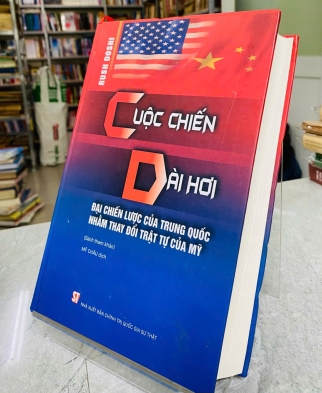 RUSH DOSHI
CUỘC CHIẾN
DÀI HƠI
ĐẠI CHIẾN LƯỢC CỦA TRUNG QUỐC
NHẰM THAY ĐỔI TRẬT TỰ CỦA MỸ
(Sách tham khảo)
MỸ CHÂU dịch
NHÀ XUẤT BẢN CHÍNH TRỊ QUỐC GIA SỰ THẬT